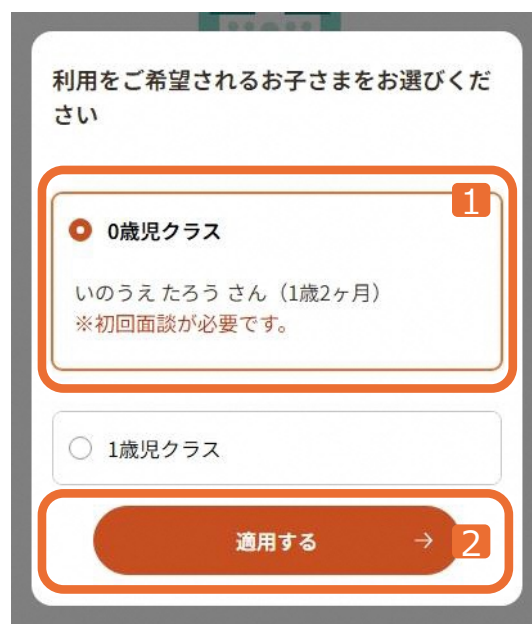 利用をご希望されるお子さまをお選びくだ
さい
1
0歳児クラス
いのうえ たろう さん（1歳2ヶ月）
※初回面談が必要です。
1歳児クラス
適用する → 2